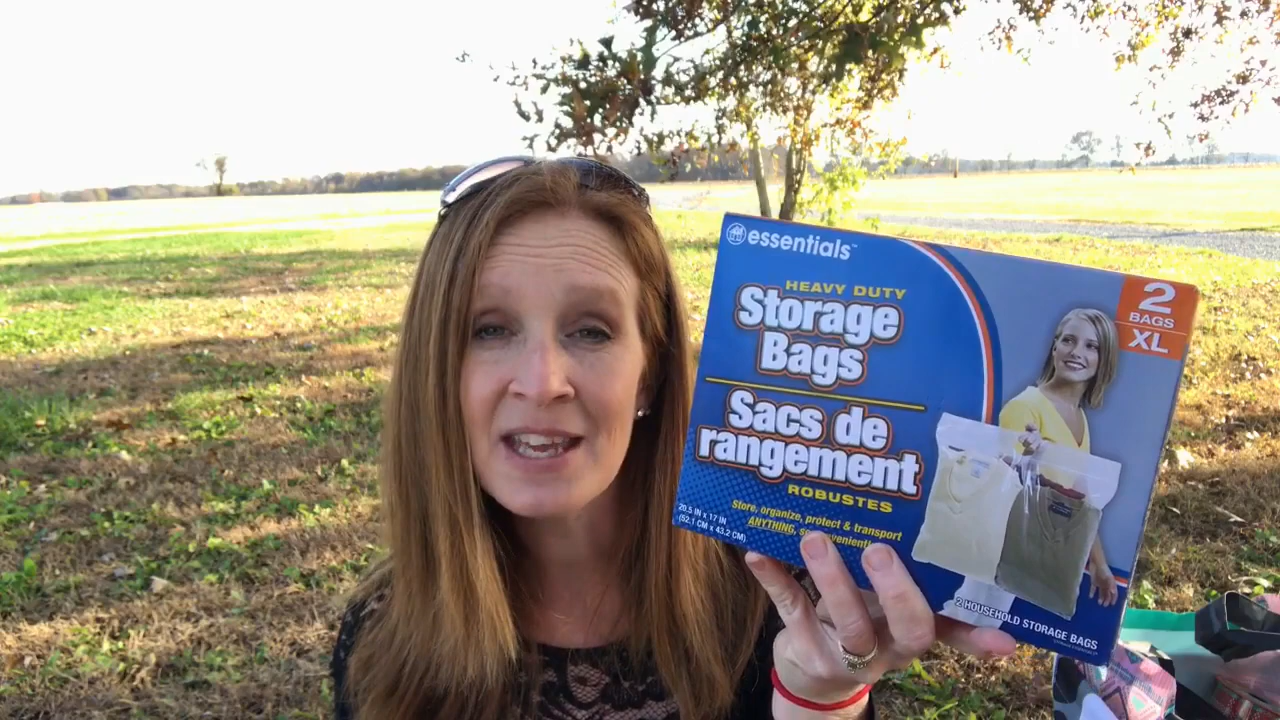 essentials™
HEAVY DUTY
Storage
Bags
Sacs de
rangement
ROBUSTES
Store, organize, protect & transport
ANYTHING,
20.5 IN x 17 IN
(52.1 CM x 43.2 CM)
2
BAGS
XL
2 HOUSEHOLD STORAGE BAGS